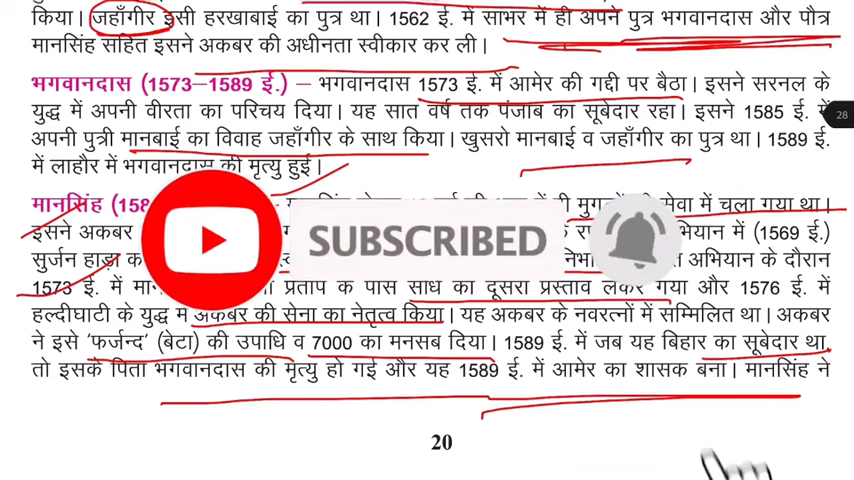 किया। जहाँगीर इसी हरखाबाई का पुत्र था। 1562 ई. में साभर में ही अपने पुत्र भगवानदास और पौत्र
मानसिंह सहित इसने अकबर की अधीनता स्वीकार कर ली।
भगवानदास (1573–1589 ई.) – भगवानदास 1573 ई. में आमेर की गद्दी पर बैठा। इसने सरनल के
युद्ध में अपनी वीरता का परिचय दिया। यह सात वर्ष तक पंजाब का सूबेदार रहा। इसने 1585 ई. में
अपनी पुत्री मानबाई का विवाह जहाँगीर के साथ किया। खुसरो मानबाई व जहाँगीर का पुत्र था। 1589 ई.
में लाहौर में भगवानदास की मृत्यु हुई।
मानसिंह सेवा में चला गया था।
इसने अकबर में (1569 ई.)
सुर्जन हाड़ा अभियान के दौरान
1573 ई. में प्रताप के पास संधि का दूसरा प्रस्ताव लेकर गया और 1576 ई. में
हल्दीघाटी के युद्ध में अकबर की सेना का नेतृत्व किया। यह अकबर के नवरत्नों में सम्मिलित था। अकबर
ने इसे 'फर्जन्द' (बेटा) की उपाधि व 7000 का मनसब दिया। 1589 ई. में जब यह बिहार का सूबेदार था,
तो इसके पिता भगवानदास की मृत्यु हो गई और यह 1589 ई. में आमेर का शासक बना। मानसिंह ने
20
28
SUBSCRIBED